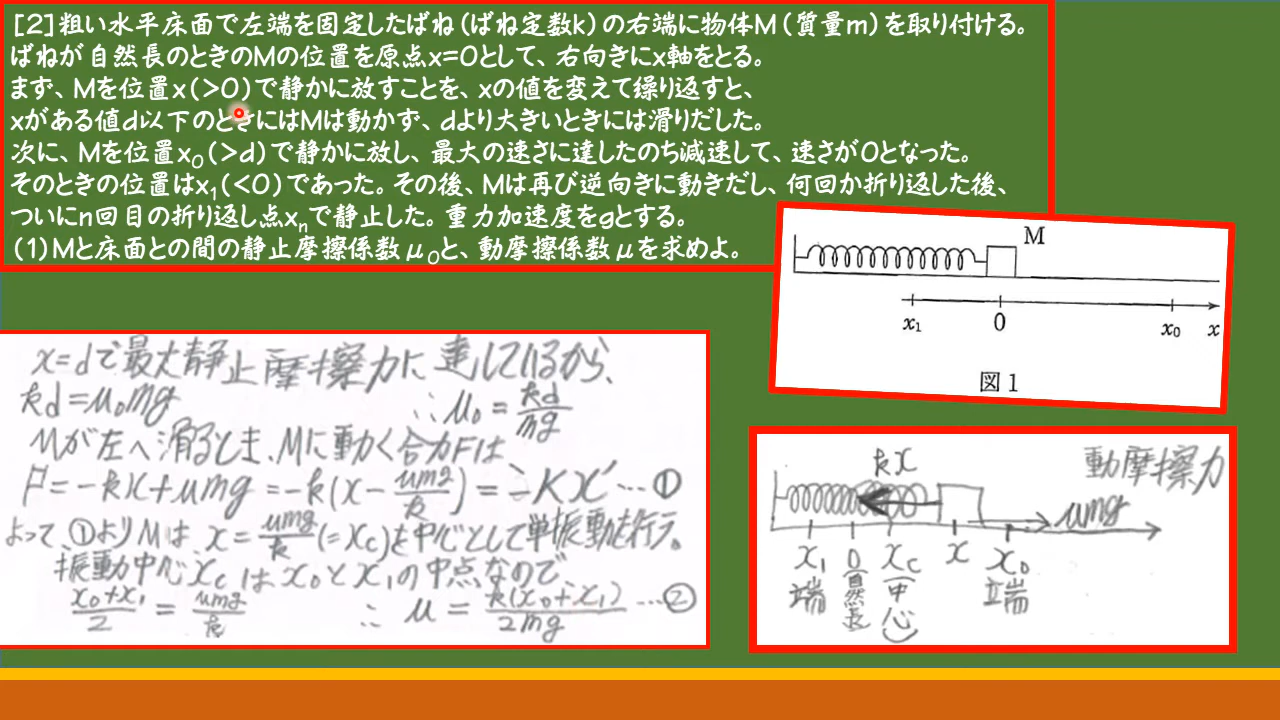 [2]粗い水平床面で左端を固定したばね(ばね定数k)の右端に物体M(質量m)を取り付ける。
ばねが自然長のときのMの位置を原点x=0として、右向きにx軸をとる。
まず、Mを位置x(>0)で静かに放すことを、xの値を変えて繰り返すと、
xがある値d以下のときにはMは動かず、dより大きいときには滑りだした。
次に、Mを位置x₀(>d)で静かに放し、最大の速さに達したのち減速して、速さが0となった。
そのときの位置はx₁(<0)であった。その後、Mは再び逆向きに動きだし、何回か折り返した後、
ついにn回目の折り返し点xₙで静止した。重力加速度をgとする。
(1)Mと床面との間の静止摩擦係数μ₀と、動摩擦係数μを求めよ。
M
x₁ 0 x₀ x
図1
x=dで最大静止摩擦力に達しているから、
kd=μ₀mg ∴ μ₀ = kd/mg
Mが左へ滑るとき、Mに働く合力Fは
F=-kx+μmg=-k(x-μmg/k)=-Kx' …①
よって、①よりMは x=μmg/k(=xc)を中心として単振動を行う。
振動中心xcはx₀とx₁の中点なので
(x₀+x₁)/2 = μmg/k ∴ μ = k(x₀+x₁)/2mg …②
kx 動摩擦力
μmg
x₁ 0 xc x x₀
端 自然長 中心 端